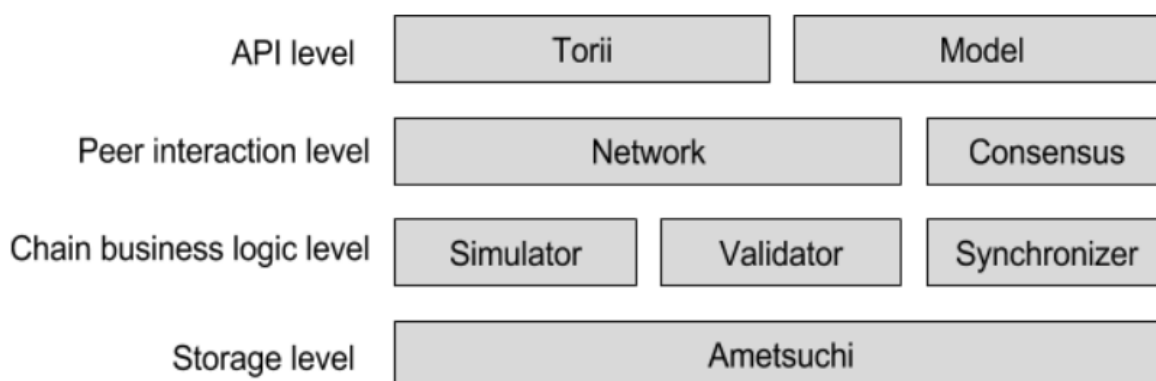 API level Torii Model
Peer interaction level Network Consensus
Chain business logic level Simulator Validator Synchronizer
Storage level Ametsuchi